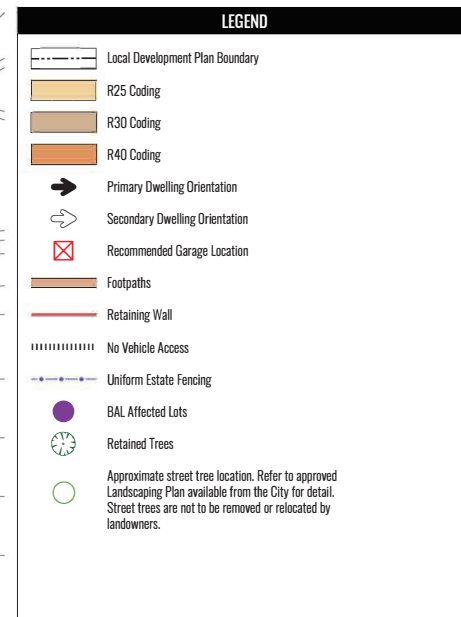 LEGEND
Local Development Plan Boundary
R25 Coding
R30 Coding
R40 Coding
Primary Dwelling Orientation
Secondary Dwelling Orientation
Recommended Garage Location
Footpaths
Retaining Wall
No Vehicle Access
Uniform Estate Fencing
BAL Affected Lots
Retained Trees
Approximate street tree location. Refer to approved
Landscaping Plan available from the City for detail.
Street trees are not to be removed or relocated by
landowners.